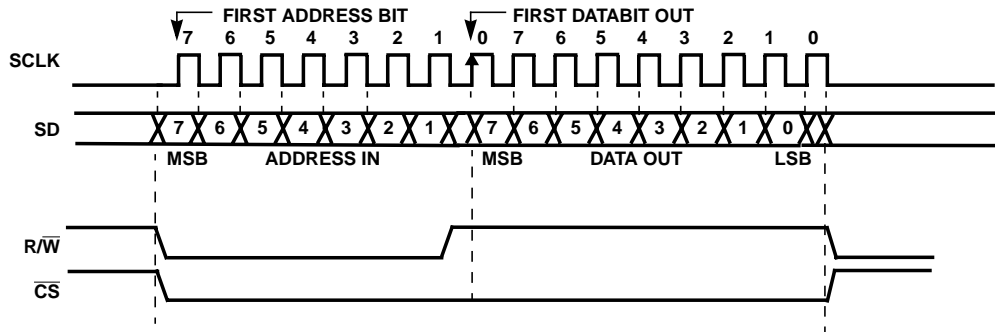 FIRST ADDRESS BIT FIRST DATABIT OUT
7 6 5 4 3 2 1 0 7 6 5 4 3 2 1 0
SCLK
SD 7 6 5 4 3 2 1 7 6 5 4 3 2 1 0
MSB ADDRESS IN MSB DATA OUT LSB
R/W̅
C̅S̅